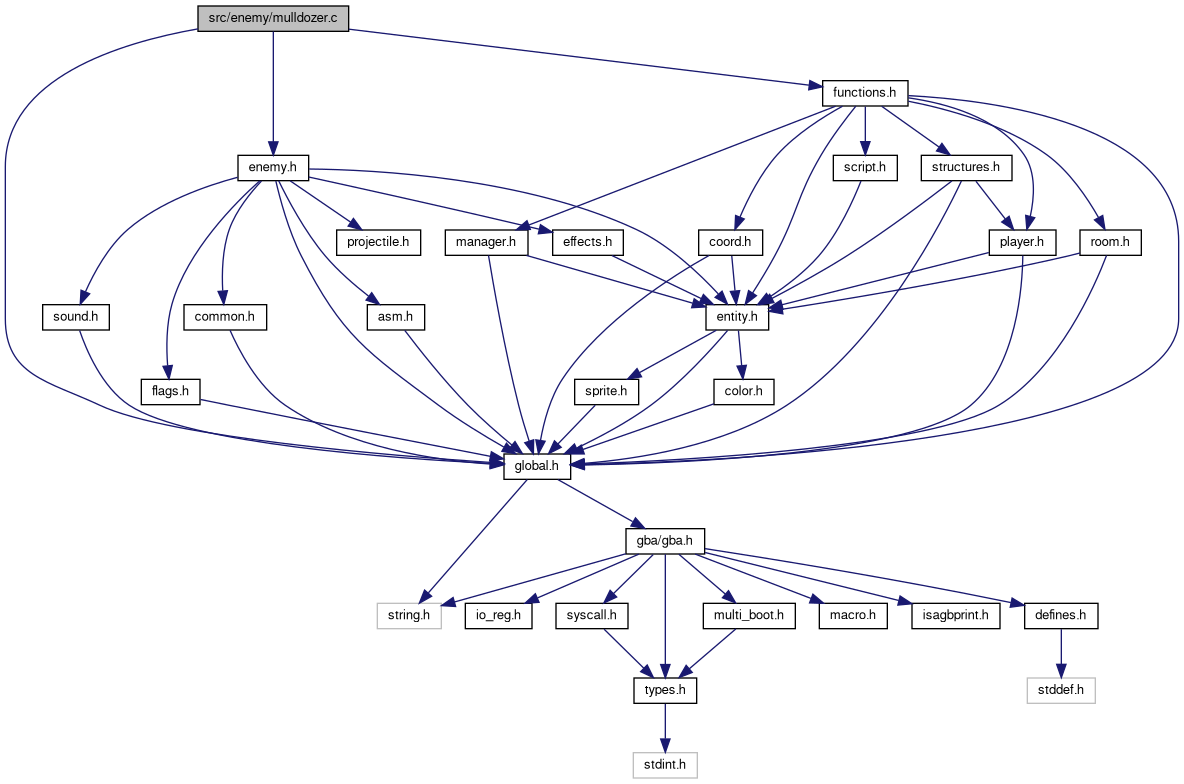 src/enemy/mulldozer.c
functions.h
enemy.h
script.h
structures.h
projectile.h
manager.h
effects.h
coord.h
player.h
room.h
sound.h
common.h
asm.h
entity.h
flags.h
sprite.h
color.h
global.h
gba/gba.h
string.h
io_reg.h
syscall.h
multi_boot.h
macro.h
isagbprint.h
defines.h
types.h
stddef.h
stdint.h